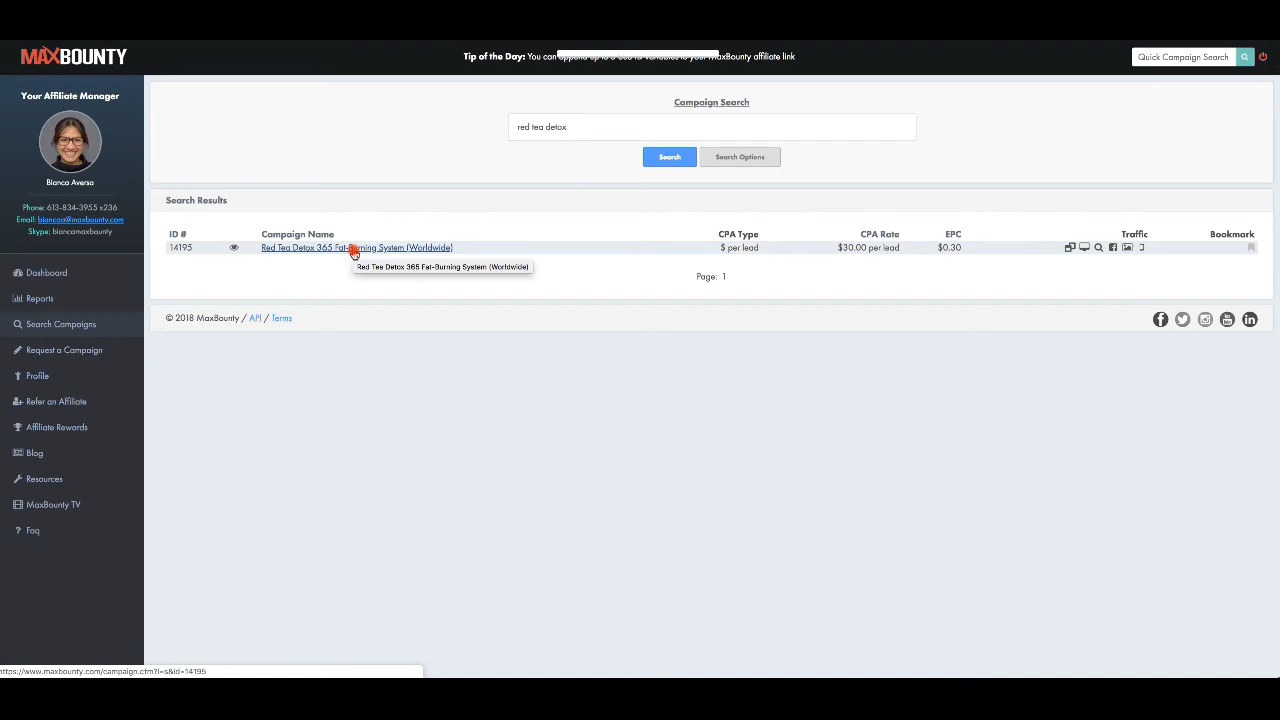 MAXBOUNTY
Tip of the Day: You can append up to 5 Sub-ID variables to your MaxBounty affiliate link
Quick Campaign Search
Your Affiliate Manager
Bianca Aversa
Phone: 613-834-3955 x236
Email: biancaa@maxbounty.com
Skype: biancamaxbounty
Dashboard
Reports
Search Campaigns
Request a Campaign
Profile
Refer an Affiliate
Affiliate Rewards
Blog
Resources
MaxBounty TV
? Faq
Campaign Search
red tea detox
Search Search Options
Search Results
ID # Campaign Name CPA Type CPA Rate EPC Traffic Bookmark
14195 Red Tea Detox 365 Fat-Burning System (Worldwide) $ per lead $30.00 per lead $0.30
Red Tea Detox 365 Fat-Burning System (Worldwide)
Page: 1
© 2018 MaxBounty / API / Terms
https://www.maxbounty.com/campaign.cfm?l=s&id=14195